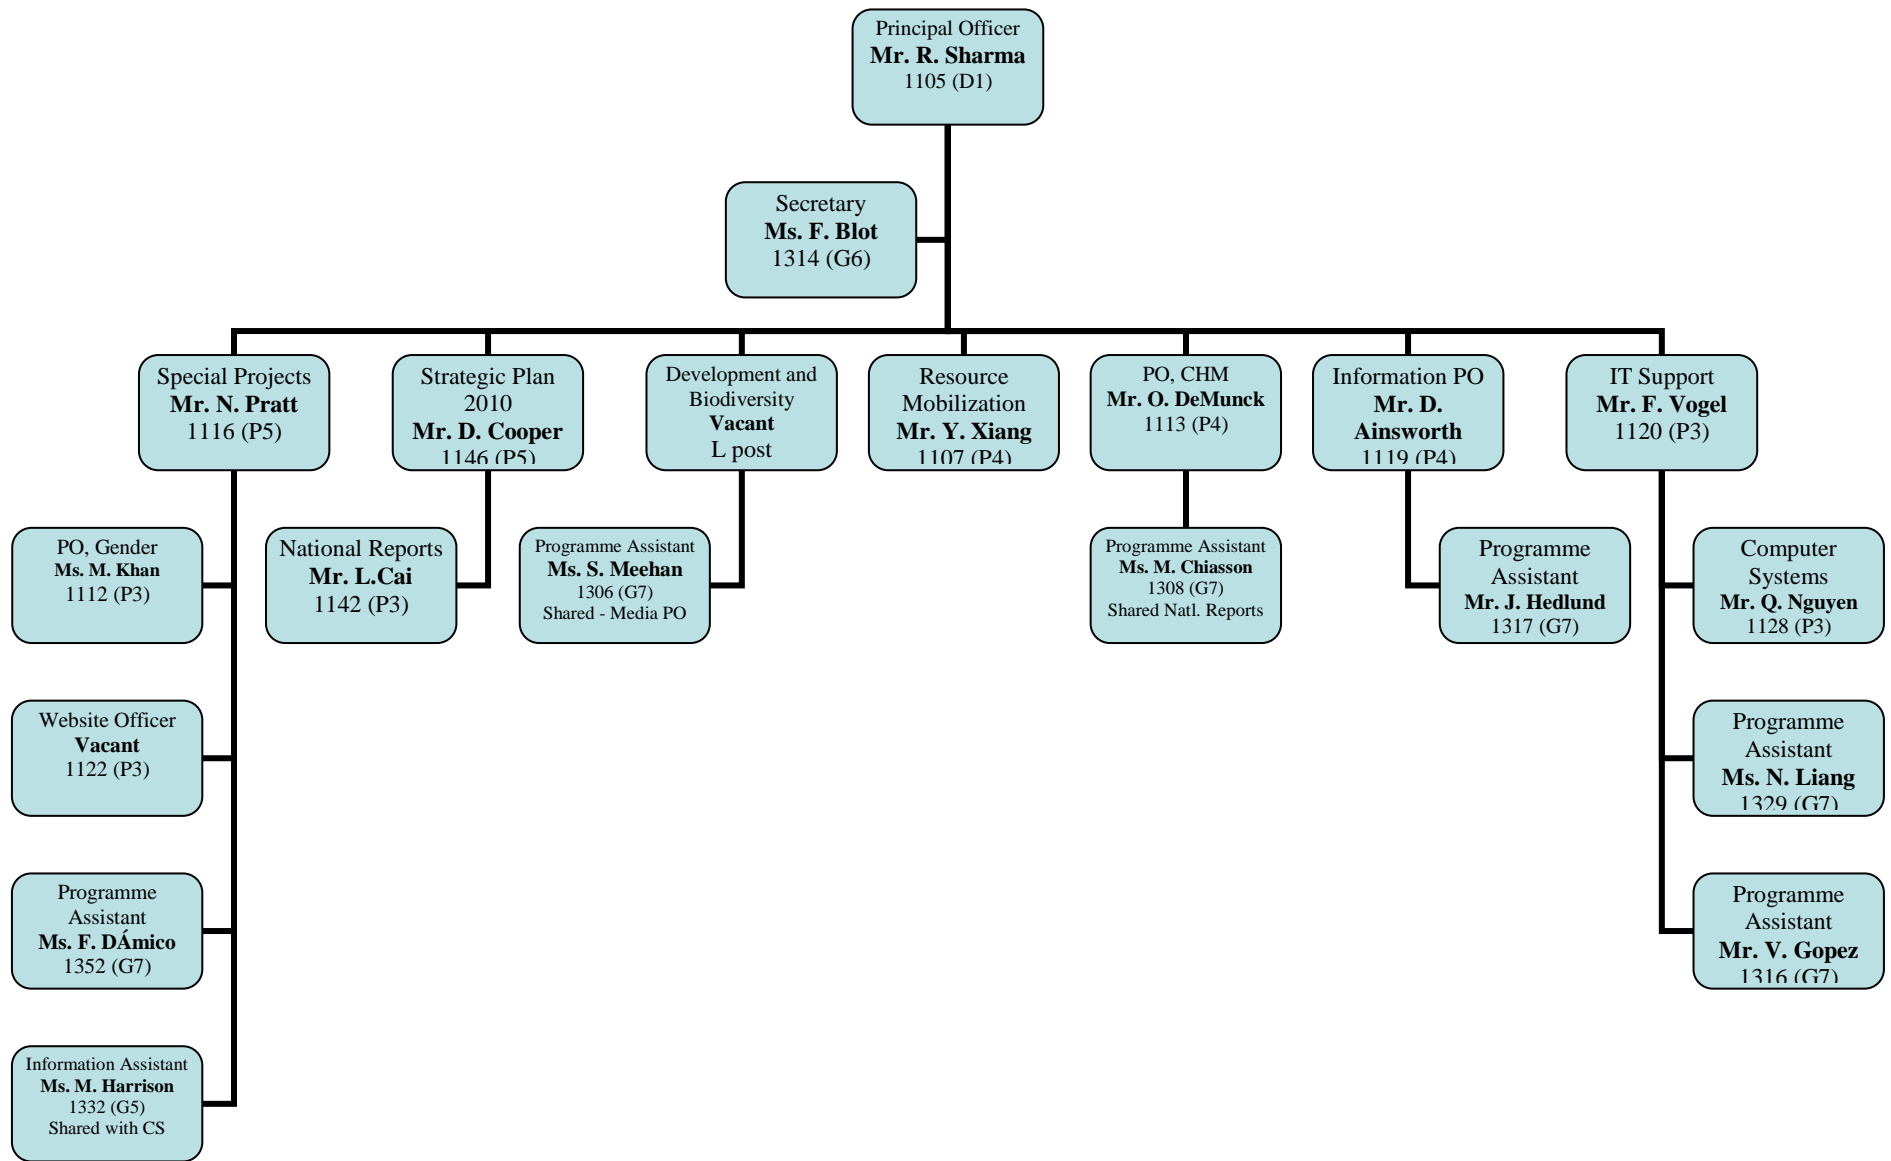 Principal Officer
Mr. R. Sharma
1105 (D1)
Secretary
Ms. F. Blot
1314 (G6)
Special Projects
Mr. N. Pratt
1116 (P5)
Strategic Plan
2010
Mr. D. Cooper
1146 (P5)
Development and
Biodiversity
Vacant
L post
Resource
Mobilization
Mr. Y. Xiang
1107 (P4)
PO, CHM
Mr. O. DeMunck
1113 (P4)
Information PO
Mr. D.
Ainsworth
1119 (P4)
IT Support
Mr. F. Vogel
1120 (P3)
PO, Gender
Ms. M. Khan
1112 (P3)
National Reports
Mr. L.Cai
1142 (P3)
Programme Assistant
Ms. S. Meehan
1306 (G7)
Shared - Media PO
Programme Assistant
Ms. M. Chiasson
1308 (G7)
Shared Natl. Reports
Programme
Assistant
Mr. J. Hedlund
1317 (G7)
Computer
Systems
Mr. Q. Nguyen
1128 (P3)
Website Officer
Vacant
1122 (P3)
Programme
Assistant
Ms. N. Liang
1329 (G7)
Programme
Assistant
Ms. F. DÁmico
1352 (G7)
Programme
Assistant
Mr. V. Gopez
1316 (G7)
Information Assistant
Ms. M. Harrison
1332 (G5)
Shared with CS